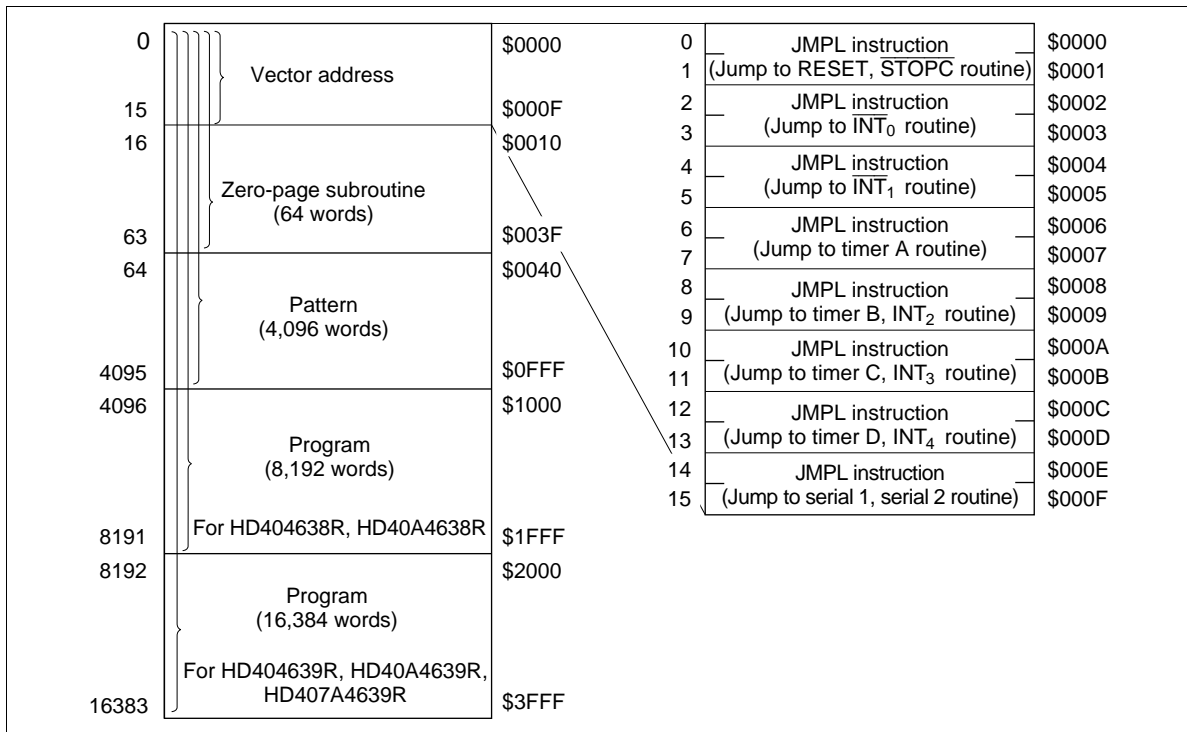 0
$0000
Vector address
15
$000F
16
$0010
Zero-page subroutine
(64 words)
63
$003F
64
$0040
Pattern
(4,096 words)
4095
$0FFF
4096
$1000
Program
(8,192 words)
For HD404638R, HD40A4638R
8191
$1FFF
8192
$2000
Program
(16,384 words)
For HD404639R, HD40A4639R,
HD407A4639R
16383
$3FFF
0
JMPL instruction
$0000
1
(Jump to RESET, STOPC routine)
$0001
2
JMPL instruction
$0002
3
(Jump to INT0 routine)
$0003
4
JMPL instruction
$0004
5
(Jump to INT1 routine)
$0005
6
JMPL instruction
$0006
7
(Jump to timer A routine)
$0007
8
JMPL instruction
$0008
9
(Jump to timer B, INT2 routine)
$0009
10
JMPL instruction
$000A
11
(Jump to timer C, INT3 routine)
$000B
12
JMPL instruction
$000C
13
(Jump to timer D, INT4 routine)
$000D
14
JMPL instruction
$000E
15
(Jump to serial 1, serial 2 routine)
$000F